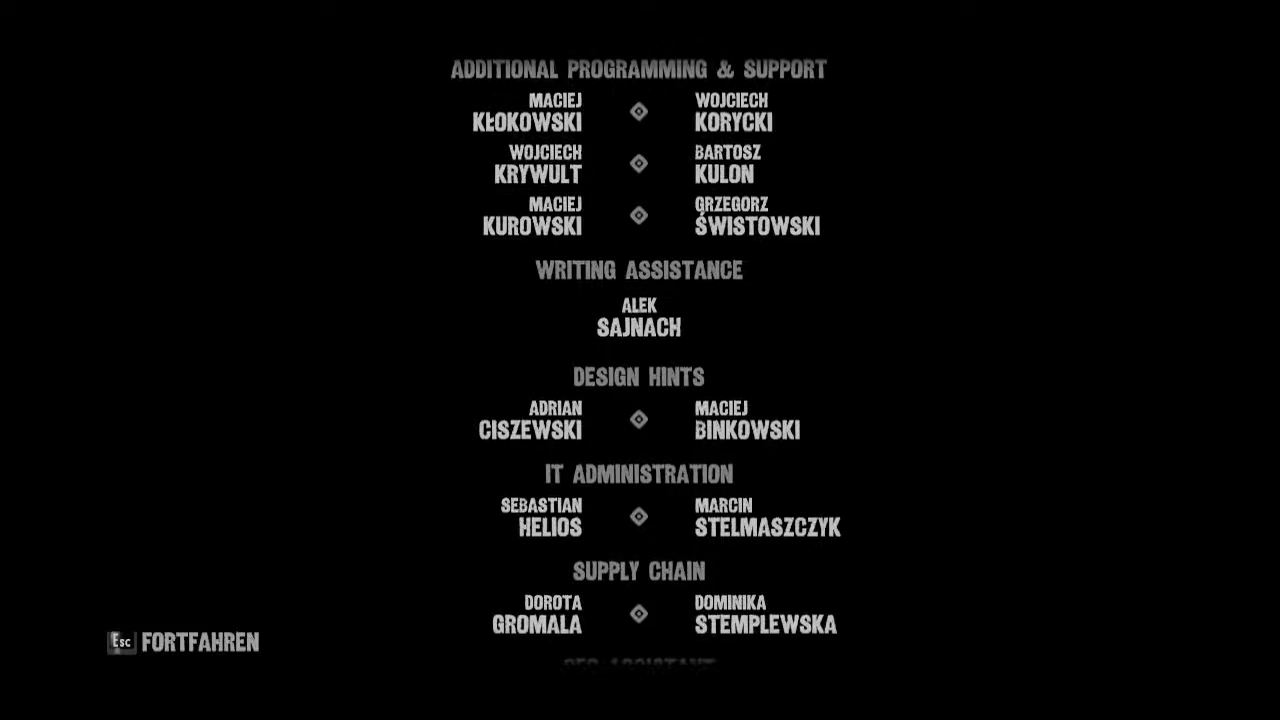 ADDITIONAL PROGRAMMING & SUPPORT
MACIEJ
KŁOKOWSKI
WOJCIECH
KORYCKI
WOJCIECH
KRYWULT
BARTOSZ
KULON
MACIEJ
KUROWSKI
GRZEGORZ
ŚWISTOWSKI
WRITING ASSISTANCE
ALEK
SAJNACH
DESIGN HINTS
ADRIAN
CISZEWSKI
MACIEJ
BINKOWSKI
IT ADMINISTRATION
SEBASTIAN
HELIOS
MARCIN
STELMASZCZYK
SUPPLY CHAIN
DOROTA
GROMALA
DOMINIKA
STEMPLEWSKA
Esc FORTFAHREN